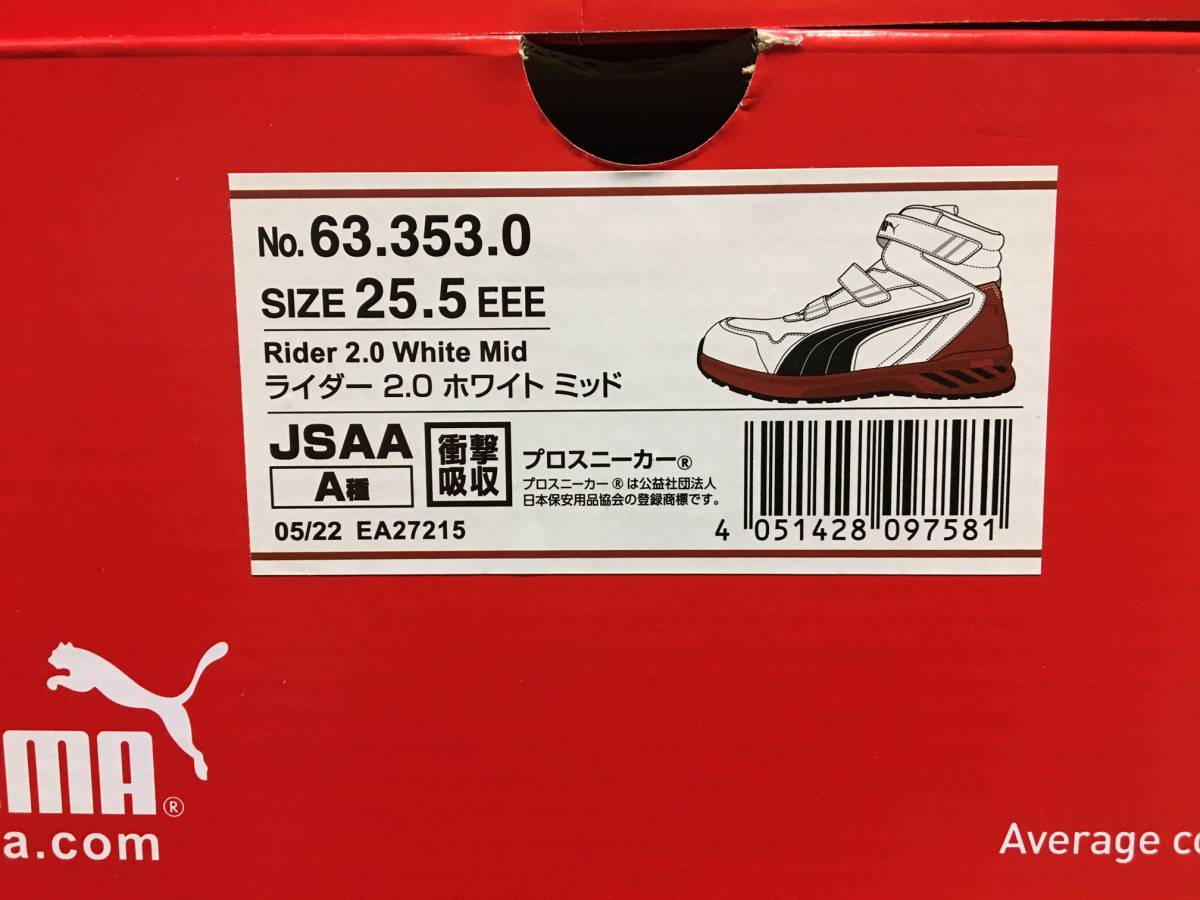 No. 63.353.0
SIZE 25.5 EEE
Rider 2.0 White Mid
ライダー 2.0 ホワイト ミッド
JSAA
A種
衝撃
吸収
プロスニーカー®
プロスニーカー®は公益社団法人
日本保安用品協会の登録商標です。
05/22 EA27215
4 051428 097581
UMA®
a.com
Average co